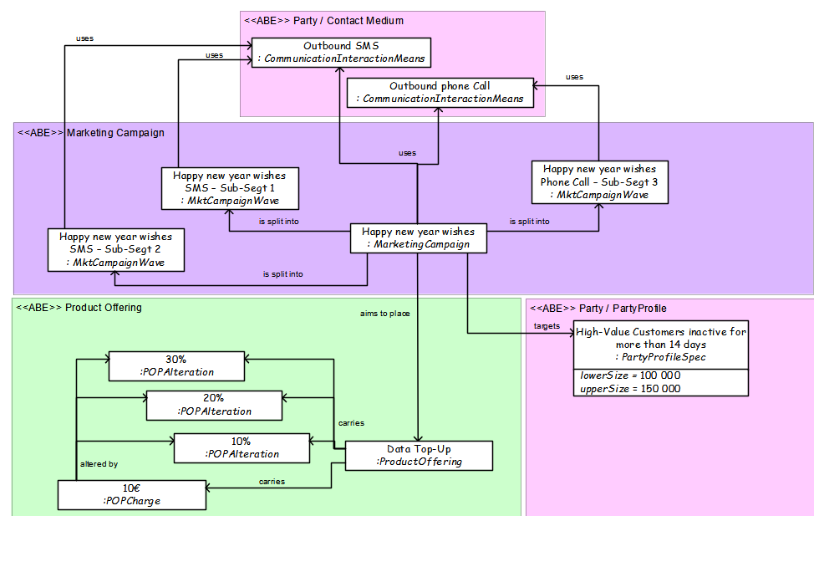 <<ABE>> Party / Contact Medium
uses
Outbound SMS
: CommunicationInteractionMeans
uses
Outbound phone Call
: CommunicationInteractionMeans
uses
<<ABE>> Marketing Campaign
uses
Happy new year wishes
SMS – Sub-Segt 1
: MktCampaignWave
Happy new year wishes
Phone Call – Sub-Segt 3
: MktCampaignWave
is split into
is split into
Happy new year wishes
: MarketingCampaign
Happy new year wishes
SMS – Sub-Segt 2
: MktCampaignWave
is split into
<<ABE>> Product Offering
aims to place
<<ABE>> Party / PartyProfile
targets
High-Value Customers inactive for
more than 14 days
: PartyProfileSpec
lowerSize = 100 000
upperSize = 150 000
30%
:POPAlteration
20%
:POPAlteration
carries
10%
:POPAlteration
Data Top-Up
:ProductOffering
altered by
carries
10€
:POPCharge